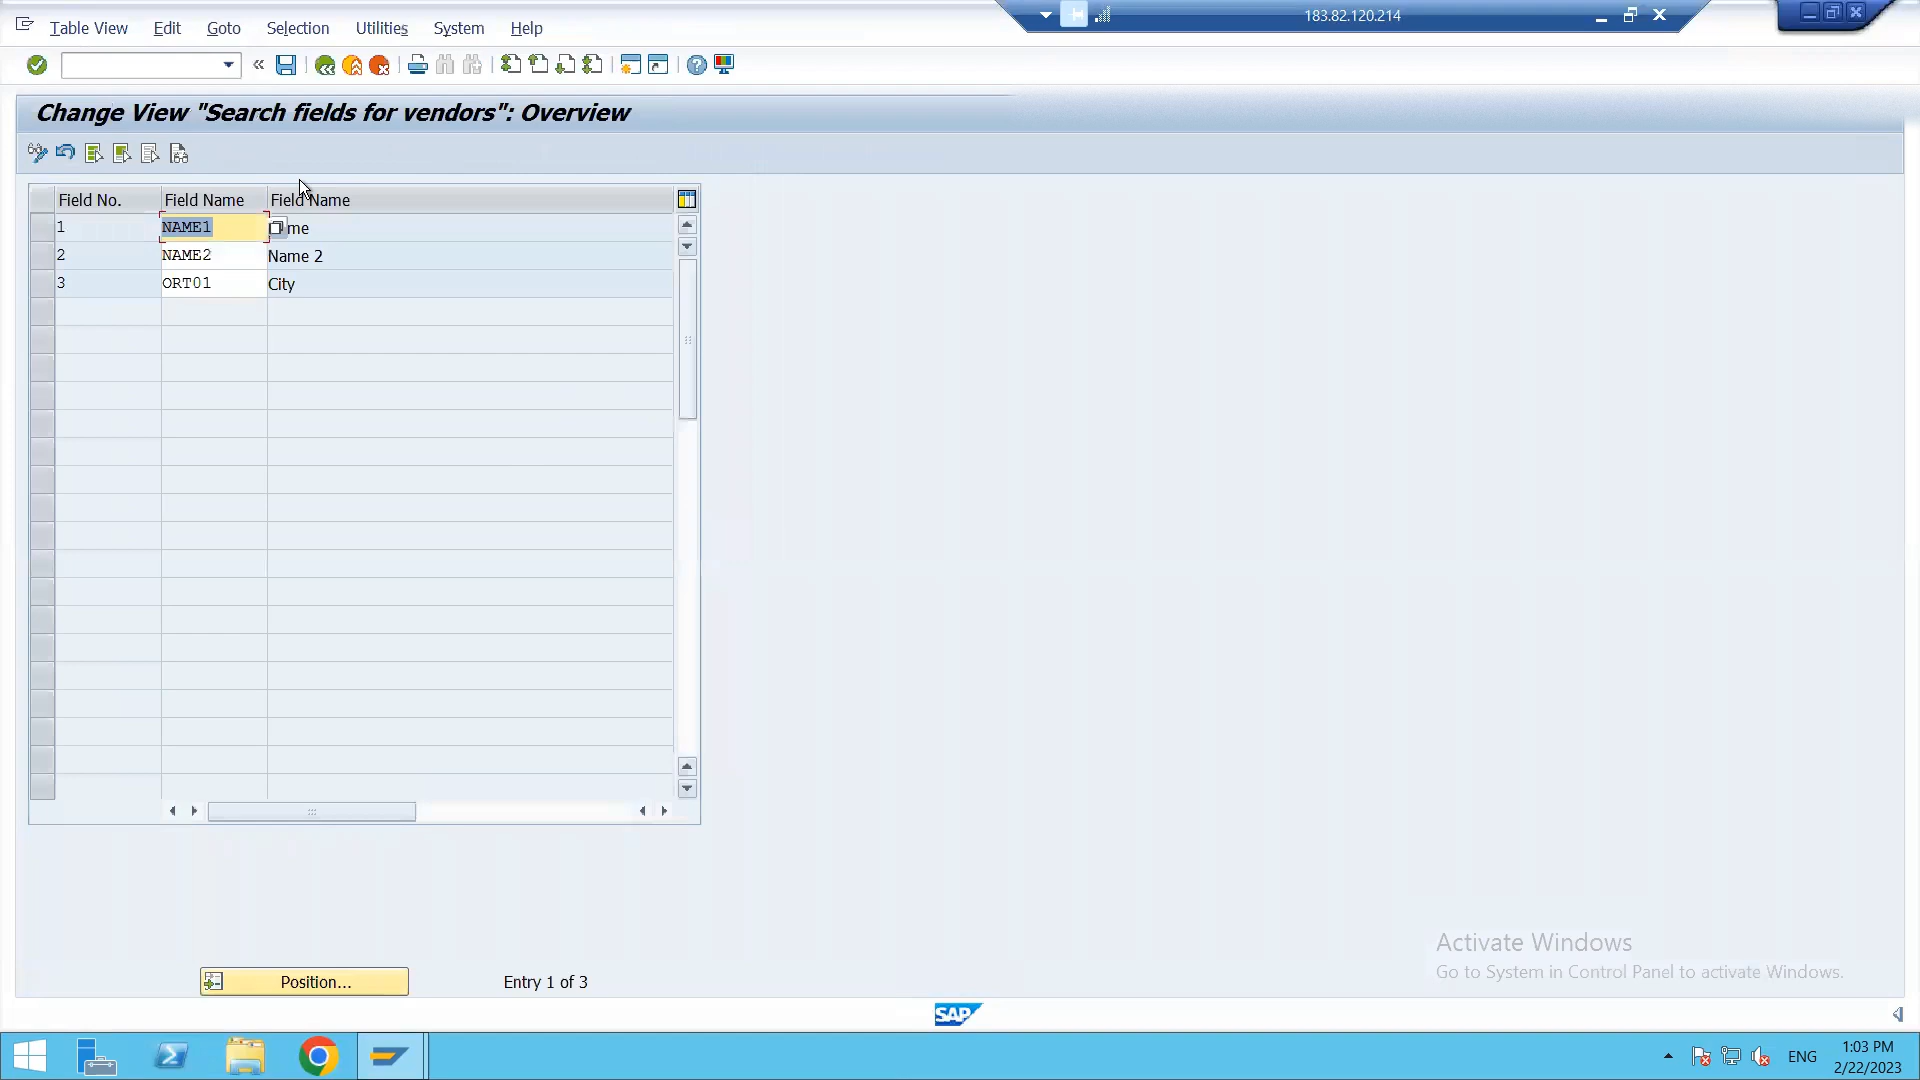 183.82.120.214
Table View Edit Goto Selection Utilities System Help
«
Change View "Search fields for vendors": Overview
Field No. Field Name Field Name
1 NAME1 me
2 NAME2 Name 2
3 ORT01 City
Position... Entry 1 of 3
Activate Windows
Go to System in Control Panel to activate Windows.
SAP
ENG 1:03 PM
2/22/2023